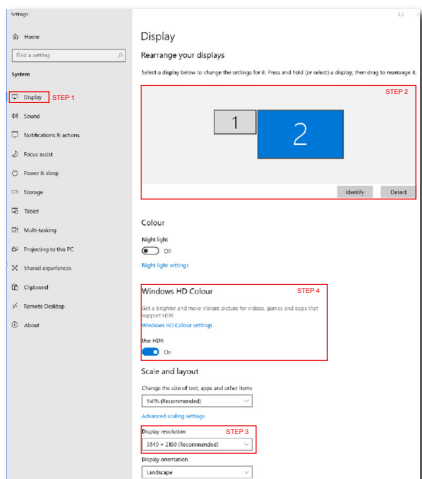 Settings
Home
Find a setting
System
Display STEP 1
Sound
Notifications & actions
Focus assist
Power & sleep
Storage
Tablet
Multi-tasking
Projecting to this PC
Shared experiences
Clipboard
Remote Desktop
About
Display
Rearrange your displays
Select a display below to change the settings for it. Press and hold (or select) a display, then drag to rearrange it.
STEP 2
1
2
Identify Detect
Colour
Night light
Off
Night light settings
Windows HD Colour STEP 4
Get a brighter and more vibrant picture for videos, games and apps that
support HDR.
Windows HD Colour settings
Use HDR
On
Scale and layout
Change the size of text, apps and other items
150% (Recommended)
Advanced scaling settings
Display resolution STEP 3
3840 × 2160 (Recommended)
Display orientation
Landscape